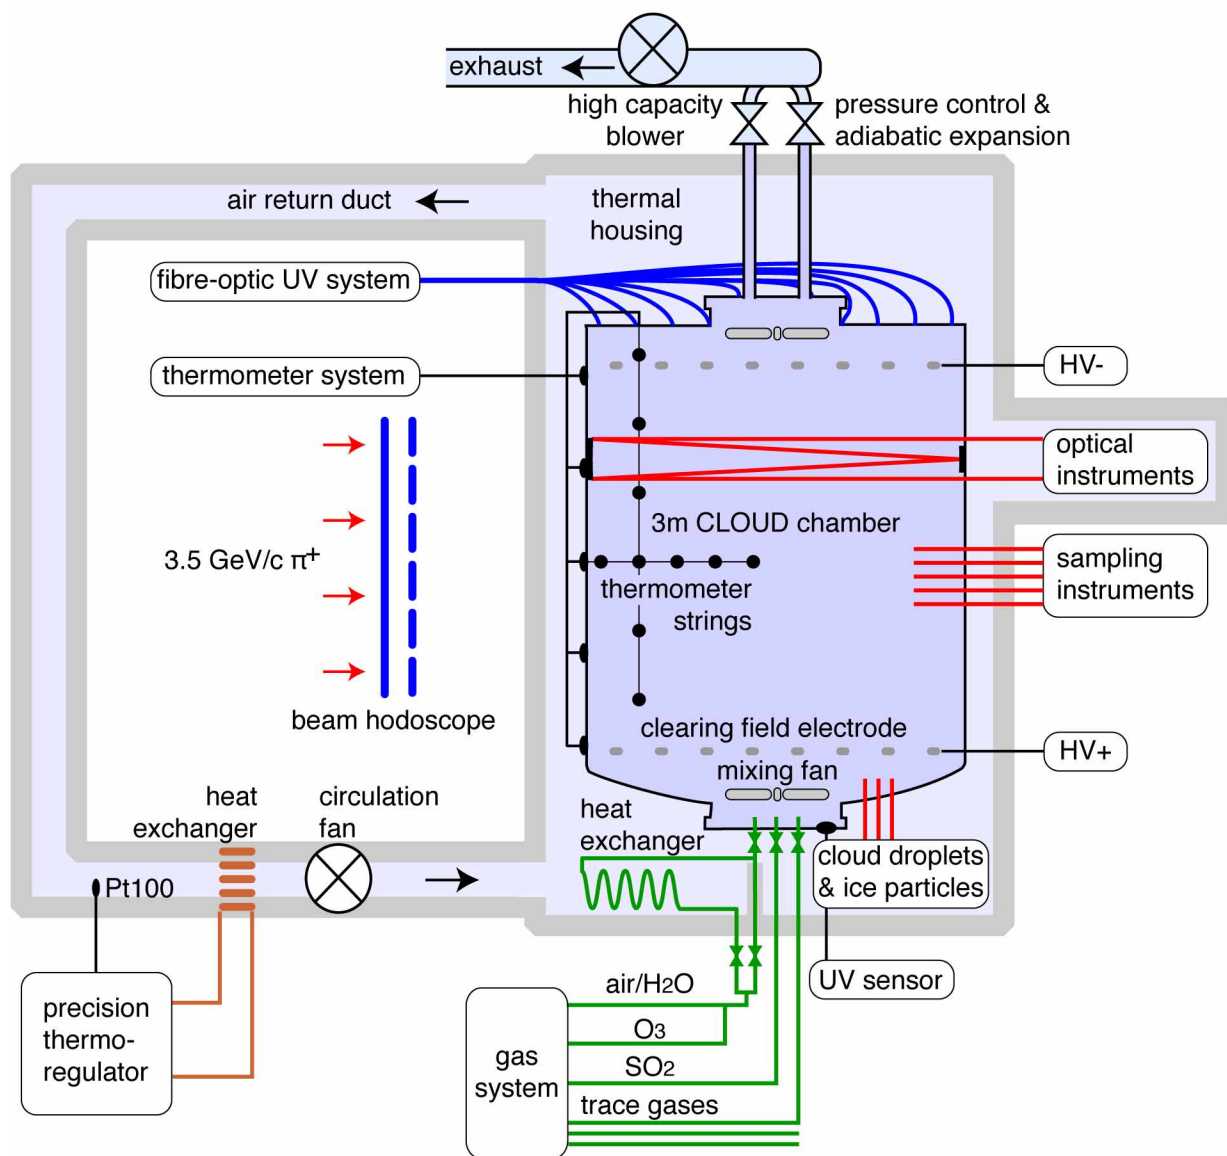 exhaust
high capacity
blower
pressure control &
adiabatic expansion
air return duct
thermal
housing
fibre-optic UV system
thermometer system
HV-
optical
instruments
3m CLOUD chamber
3.5 GeV/c π+
sampling
instruments
thermometer
strings
beam hodoscope
clearing field electrode
HV+
mixing fan
heat
exchanger
circulation
fan
heat
exchanger
cloud droplets
& ice particles
Pt100
UV sensor
precision
thermo-
regulator
gas
system
air/H2O
O3
SO2
trace gases